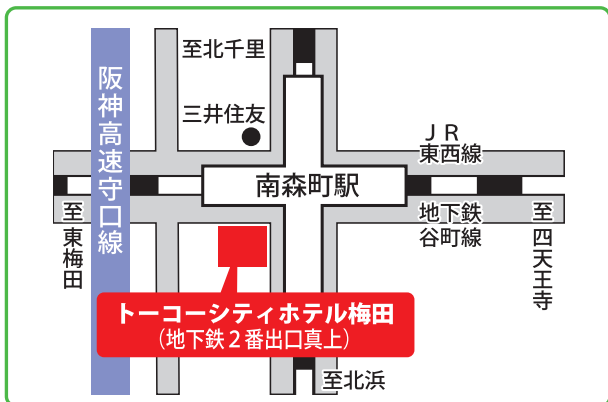 至北千里
阪神高速守口線
三井住友
ＪＲ
東西線
南森町駅
至東梅田
地下鉄
谷町線
至四天王寺
トーコーシティホテル梅田
（地下鉄２番出口真上）
至北浜